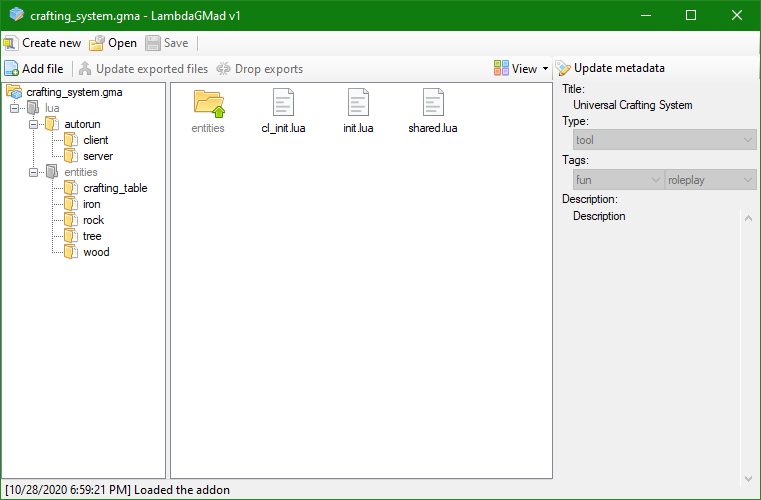 crafting_system.gma - LambdaGMad v1
Create new Open Save
Add file Update exported files Drop exports View Update metadata
crafting_system.gma
lua
autorun
client
server
entities
crafting_table
iron
rock
tree
wood
entities cl_init.lua init.lua shared.lua
Title:
Universal Crafting System
Type:
tool
Tags:
fun roleplay
Description:
Description
[10/28/2020 6:59:21 PM] Loaded the addon